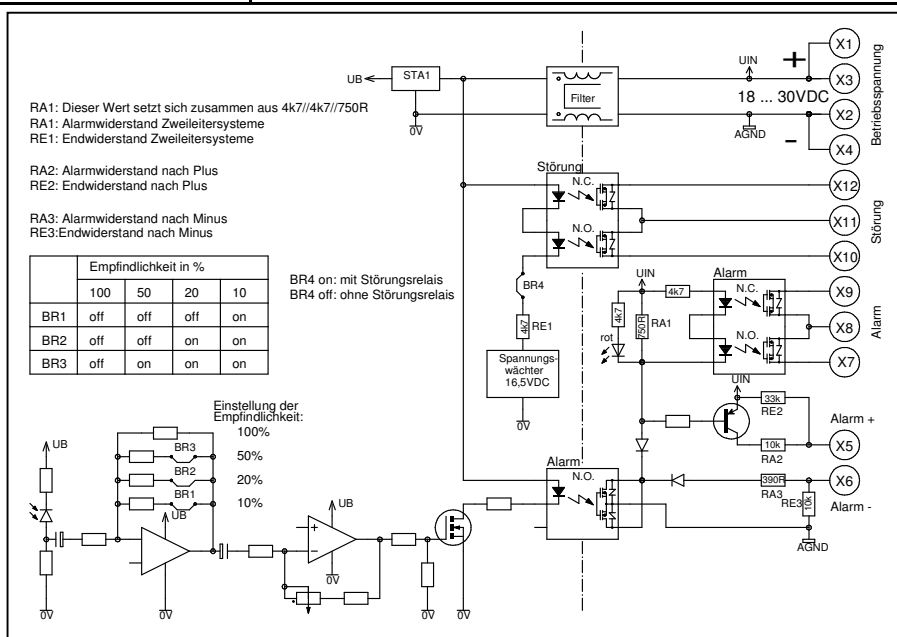 X1
X3
X2
X4
X12
X11
X10
X9
X8
X7
X5
X6
Betriebsspannung
Störung
Alarm
UIN
+
18 ... 30VDC
-
AGND
Filter
UB
STA1
0V
RA1: Dieser Wert setzt sich zusammen aus 4k7//4k7//750R
RA1: Alarmwiderstand Zweileitersysteme
RE1: Endwiderstand Zweileitersysteme
RA2: Alarmwiderstand nach Plus
RE2: Endwiderstand nach Plus
RA3: Alarmwiderstand nach Minus
RE3:Endwiderstand nach Minus
Empfindlichkeit in %
100 50 20 10
BR1 off off off on
BR2 off off on on
BR3 off on on on
BR4 on: mit Störungsrelais
BR4 off: ohne Störungsrelais
Störung
N.C.
N.O.
BR4
4k7
RE1
Spannungs-
wächter
16,5VDC
0V
UIN
4k7
rot
750R
RA1
4k7
Alarm
N.C.
N.O.
UIN
33k
RE2
10k
RA2
Alarm +
390R
RA3
RE3
10k
Alarm -
AGND
Alarm
N.O.
Einstellung der
Empfindlichkeit:
100%
BR3
50%
BR2
20%
BR1
10%
UB
UB
UB
+
−
0V
0V
0V
0V
0V